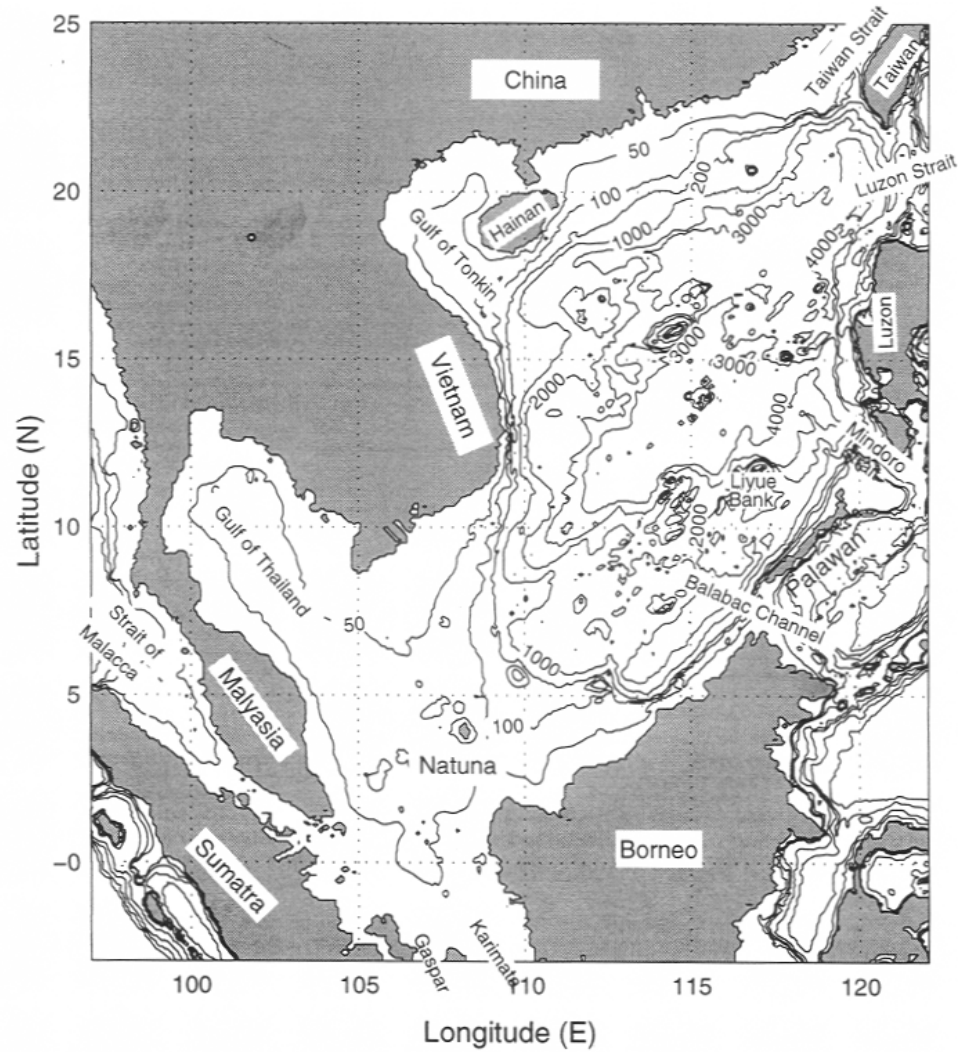 25
Taiwan Strait
Taiwan
China
50
200
20
100
Luzon Strait
Hainan
1000
3000
4000
Gulf of Tonkin
Luzon
15
3000
3000
Vietnam
2000
4000
Mindoro
Liyue
Bank
Latitude (N)
10
2000
Gulf of Thailand
Palawan
Balabac Channel
50
Strait of
Malacca
1000
5
Malyasia
100
Natuna
Sumatra
Borneo
-0
Gaspar
Karimata
100
105
110
115
120
Longitude (E)